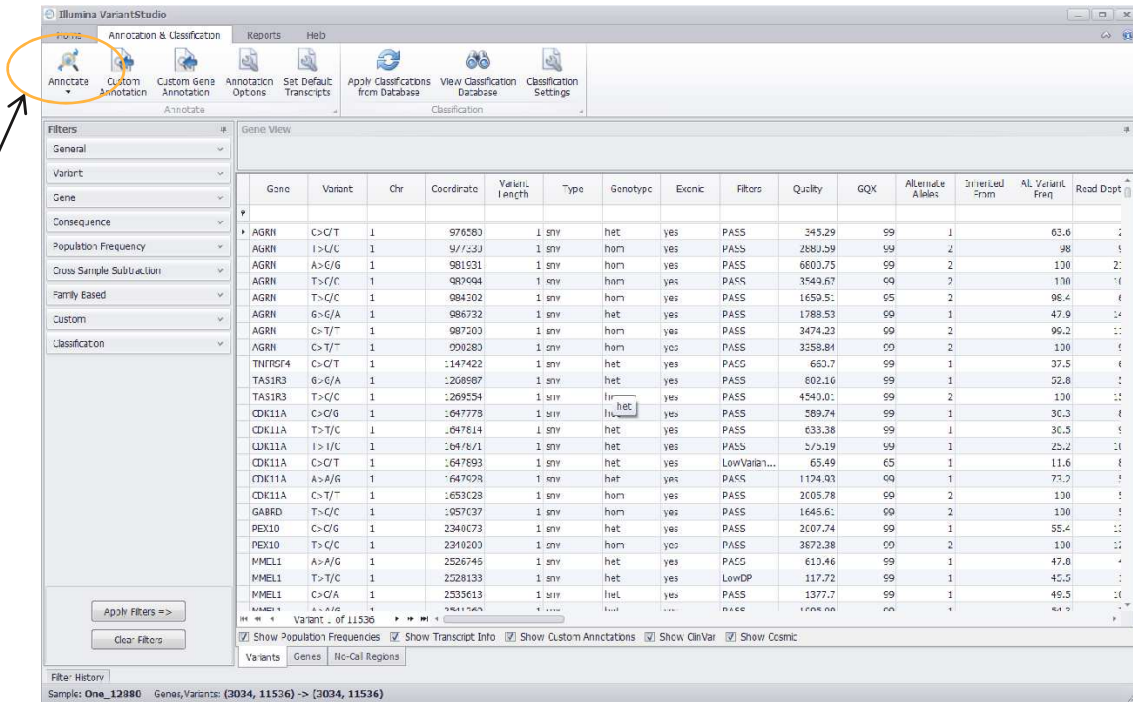 Illumina VariantStudio
Home Annotation & Classification Reports Help
Annotate Custom Annotation Custom Gene Annotation Annotation Options Set Default Transcripts Apply Classifications from Database View Classification Database Classification Settings
Annotate Classification
Filters Gene View
General
Variant
Gene
Consequence
Population Frequency
Cross Sample Subtraction
Family Based
Custom
Classification
Gene Variant Chr Coordinate Variant Length Type Genotype Exonic Filters Quality GQX Alternate Alleles Inherited From Alt Variant Freq Read Dept
AGRN C>C/T 1 976580 1 snv het yes PASS 345.29 99 1 63.6
AGRN T>C/C 1 977330 1 snv hom yes PASS 2880.59 99 2 98
AGRN A>G/G 1 981931 1 snv hom yes PASS 6800.75 99 2 100
AGRN T>C/C 1 982994 1 snv hom yes PASS 3549.67 99 2 100
AGRN T>C/C 1 984302 1 snv hom yes PASS 1659.51 95 2 98.4
AGRN G>G/A 1 986732 1 snv het yes PASS 1788.53 99 1 47.9
AGRN C>T/T 1 987200 1 snv hom yes PASS 3474.23 99 2 99.2
AGRN C>T/T 1 990280 1 snv hom yes PASS 3358.84 99 2 100
TNFRSF4 C>C/T 1 1147422 1 snv het yes PASS 660.7 99 1 37.5
TAS1R3 G>G/A 1 1268987 1 snv het yes PASS 802.16 99 1 52.8
TAS1R3 T>C/C 1 1269554 1 snv yes PASS 4540.01 99 2 100
het
CDK11A C>C/G 1 1647778 1 snv yes PASS 589.74 99 1 30.3
CDK11A T>T/C 1 1647814 1 snv het yes PASS 633.38 99 1 30.5
CDK11A T>T/C 1 1647871 1 snv het yes PASS 575.19 99 1 25.2
CDK11A C>C/T 1 1647893 1 snv het yes LowVarian... 65.49 65 1 11.6
CDK11A A>A/G 1 1647928 1 snv het yes PASS 1124.93 99 1 73.2
CDK11A C>T/T 1 1653028 1 snv hom yes PASS 2005.78 99 2 100
GABRD T>C/C 1 1957037 1 snv hom yes PASS 1646.61 99 2 100
PEX10 C>C/G 1 2340073 1 snv het yes PASS 2007.74 99 1 55.4
PEX10 T>C/C 1 2340200 1 snv hom yes PASS 3872.38 99 2 100
MMEL1 A>A/G 1 2526746 1 snv het yes PASS 610.46 99 1 47.8
MMEL1 T>T/C 1 2528133 1 snv het yes LowDP 117.72 99 1 45.5
MMEL1 C>C/A 1 2535613 1 snv het yes PASS 1377.7 99 1 49.5
Apply Filters =>
Variant 1 of 11536
Clear Filters
Show Population Frequencies Show Transcript Info Show Custom Annotations Show ClinVar Show Cosmic
Variants Genes No-Call Regions
Filter History
Sample: One_12880 Genes,Variants: (3034, 11536) -> (3034, 11536)